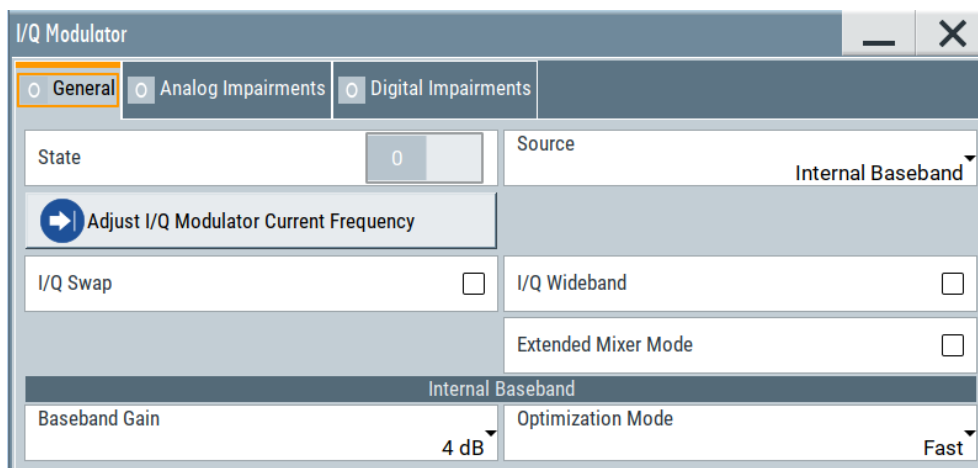 I/Q Modulator
General
Analog Impairments
Digital Impairments
State
0
Source
Internal Baseband
Adjust I/Q Modulator Current Frequency
I/Q Swap
I/Q Wideband
Extended Mixer Mode
Internal Baseband
Baseband Gain
4 dB
Optimization Mode
Fast